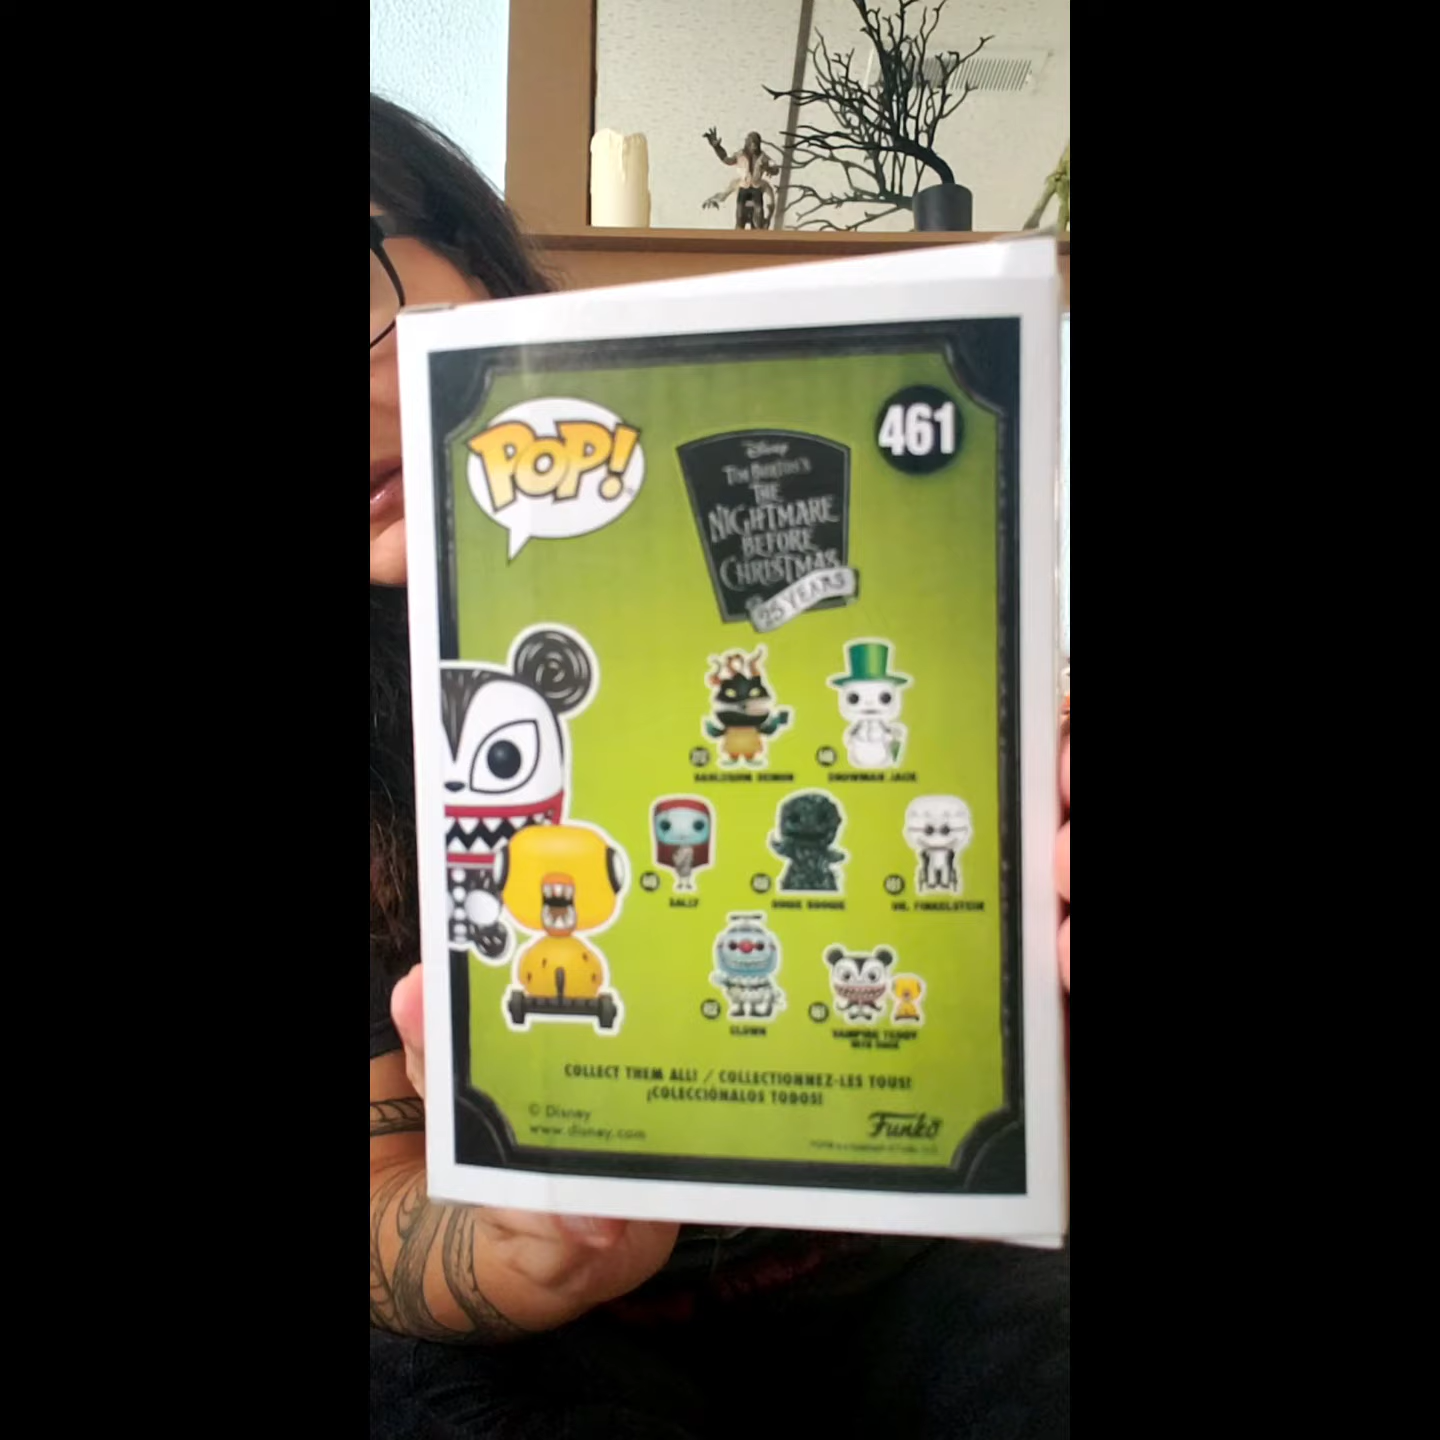 POP!
461
Disney
Tim Burton's
THE
NIGHTMARE
BEFORE
CHRISTMAS
25 YEARS
HARLEQUIN DEMON
SNOWMAN JACK
SALLY
OOGIE BOOGIE
DR. FINKELSTEIN
CLOWN
VAMPIRE TEDDY
WITH DUCK
COLLECT THEM ALL! / COLLECTIONNEZ-LES TOUS!
¡COLECCIÓNALOS TODOS!
© Disney
www.disney.com
Funko